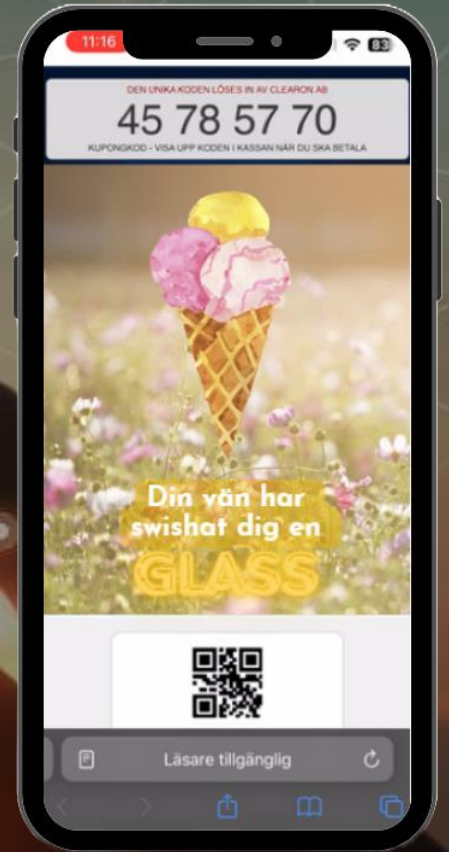 11:16
83
DEN UNIKA KODEN LÖSES IN AV CLEARON AB
45 78 57 70
KUPONGKOD - VISA UPP KODEN I KASSAN NÄR DU SKA BETALA
Din vän har
swishat dig en
GLASS
Läsare tillgänglig